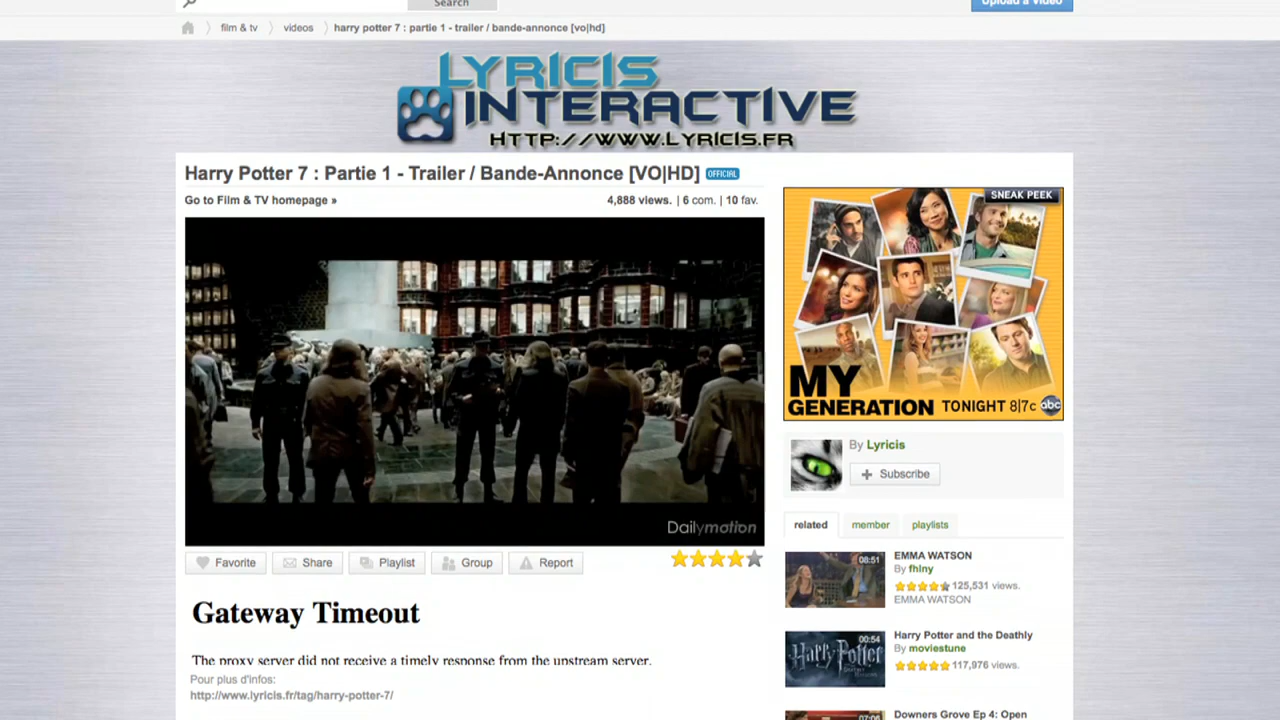 Search
Upload a Video
film & tv
videos
harry potter 7 : partie 1 - trailer / bande-annonce [vo|hd]
LYRICIS
INTERACTIVE
HTTP://WWW.LYRICIS.FR
Harry Potter 7 : Partie 1 - Trailer / Bande-Annonce [VO|HD] OFFICIAL
Go to Film & TV homepage »
4,888 views. | 6 com. | 10 fav.
SNEAK PEEK
MY
GENERATION TONIGHT 8|7c abc
Dailymotion
By Lyricis
+ Subscribe
related
member
playlists
Favorite
Share
Playlist
Group
Report
Gateway Timeout
The proxy server did not receive a timely response from the upstream server.
Pour plus d'infos:
http://www.lyricis.fr/tag/harry-potter-7/
08:51
EMMA WATSON
By fhlny
125,531 views.
EMMA WATSON
00:54
Harry Potter
Harry Potter and the Deathly
By moviestune
117,976 views.
07:06
Downers Grove Ep 4: Open